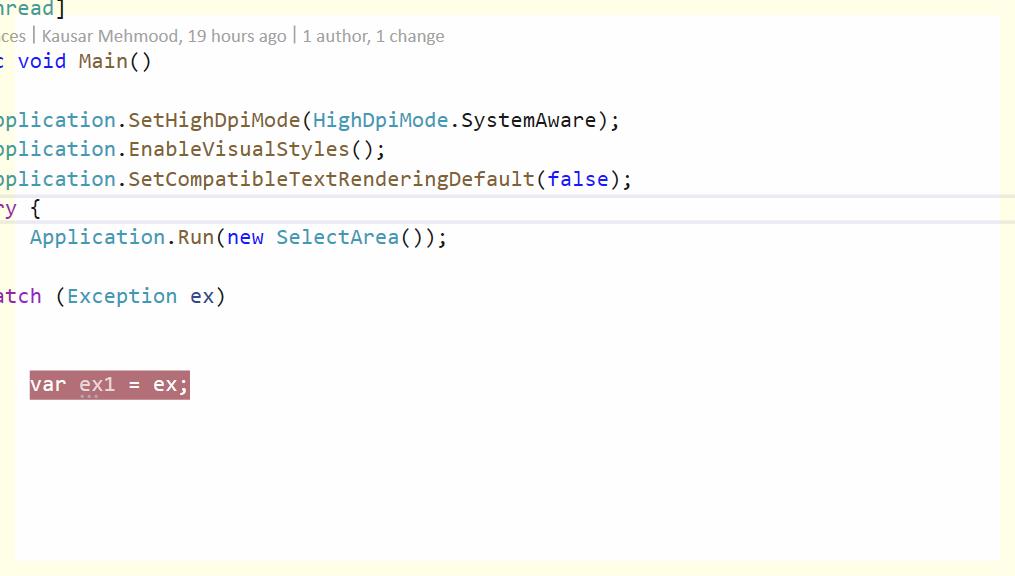 hread]
ces | Kausar Mehmood, 19 hours ago | 1 author, 1 change
c void Main()
pplication.SetHighDpiMode(HighDpiMode.SystemAware);
pplication.EnableVisualStyles();
pplication.SetCompatibleTextRenderingDefault(false);
ry {
Application.Run(new SelectArea());
atch (Exception ex)
var ex1 = ex;